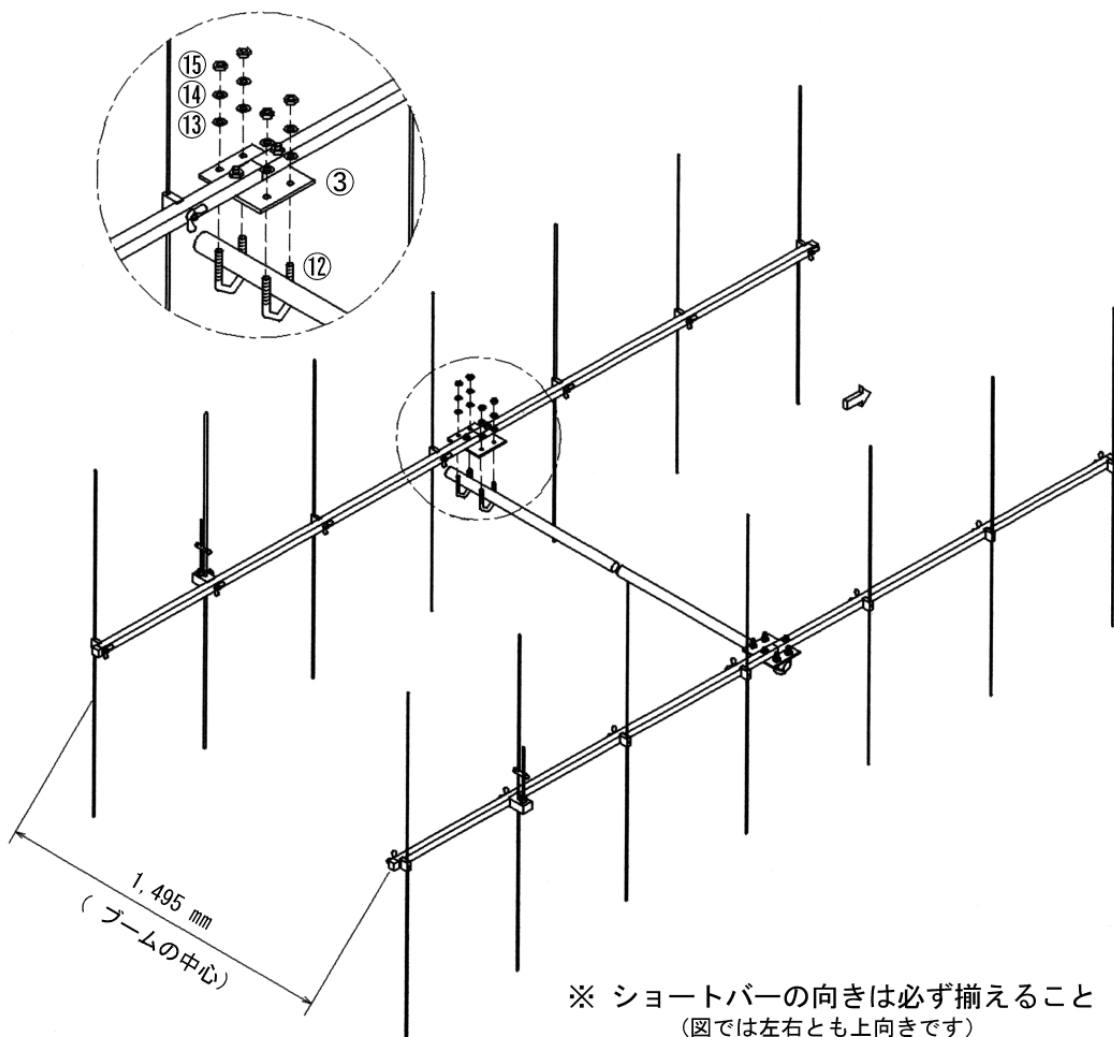 ⑮
⑭
⑬
③
⑫
1,495 mm
( ブームの中心)
※ ショートバーの向きは必ず揃えること
(図では左右とも上向きです)